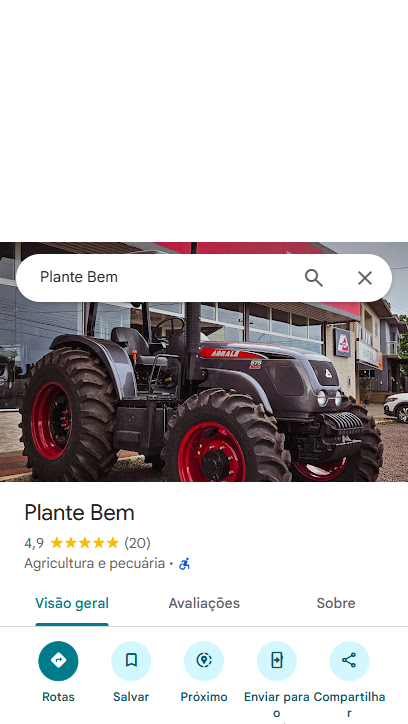 Plante Bem
AGRALE
575
Plante Bem
4,9 (20)
Agricultura e pecuária ·
Visão geral Avaliações Sobre
Rotas Salvar Próximo Enviar para o Compartilhar